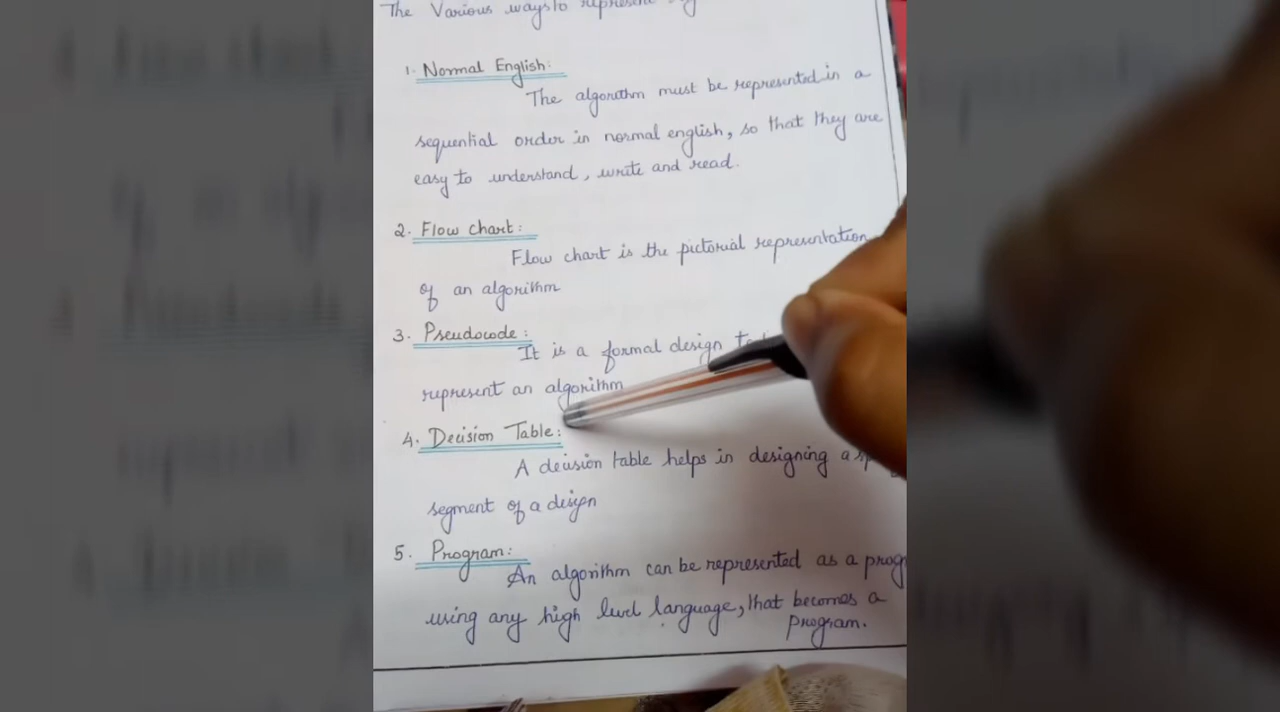 The Various ways to represent
1. Normal English:
The algorithm must be represented in a
sequential order in normal english, so that they are
easy to understand, write and read.
2. Flow chart:
Flow chart is the pictorial representation
of an algorithm
3. Pseudocode:
It is a formal design
represent an algorithm
4. Decision Table:
A decision table helps in designing a
segment of a design
5. Program:
An algorithm can be represented as a
using any high level language, that becomes a
program.